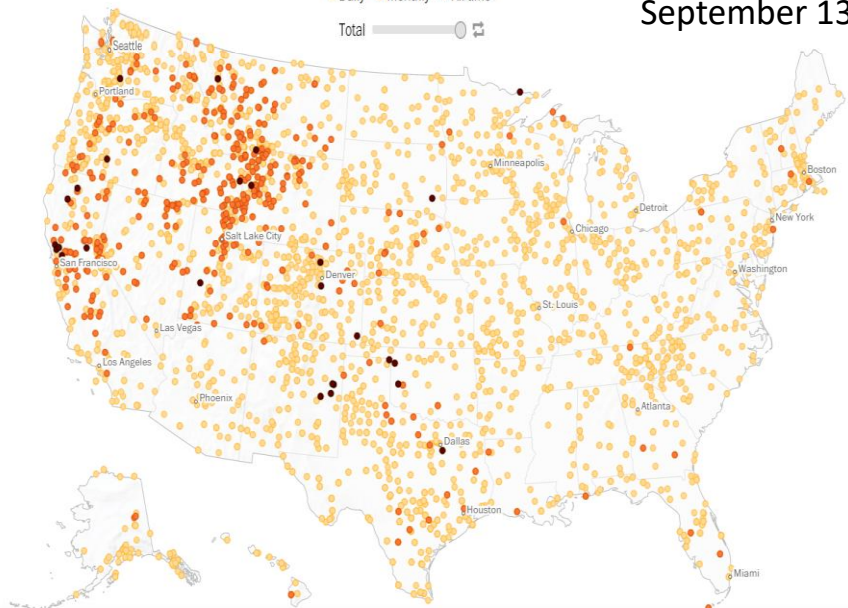 September 13
Total
Seattle
Portland
Minneapolis
Boston
Detroit
New York
Chicago
Salt Lake City
San Francisco
Denver
Washington
St. Louis
Las Vegas
Los Angeles
Phoenix
Atlanta
Dallas
Houston
Miami